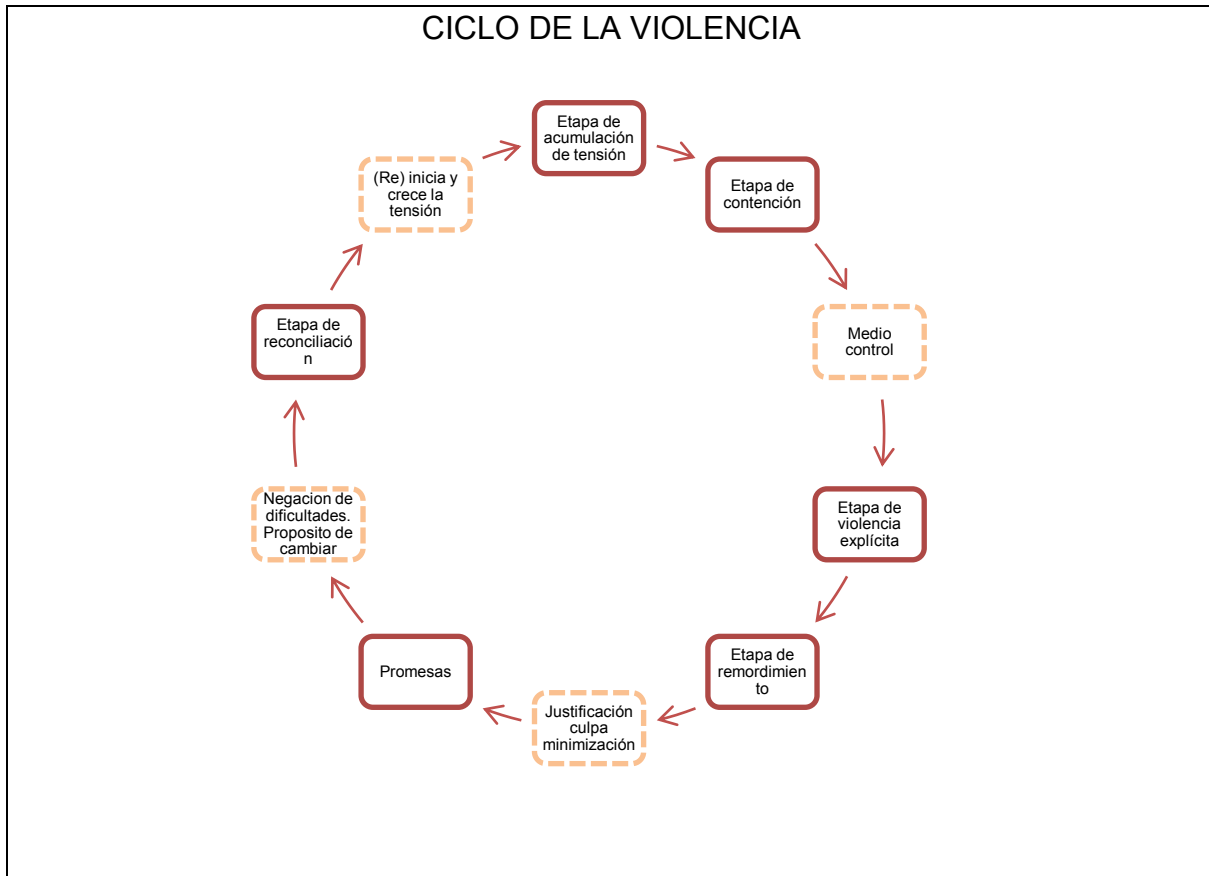 CICLO DE LA VIOLENCIA
Etapa de
acumulación
de tensión
Etapa de
contención
Medio
control
Etapa de
violencia
explícita
Etapa de
remordimien
to
Justificación
culpa
minimización
Promesas
Negacion de
dificultades.
Proposito de
cambiar
Etapa de
reconciliació
n
(Re) inicia y
crece la
tensión